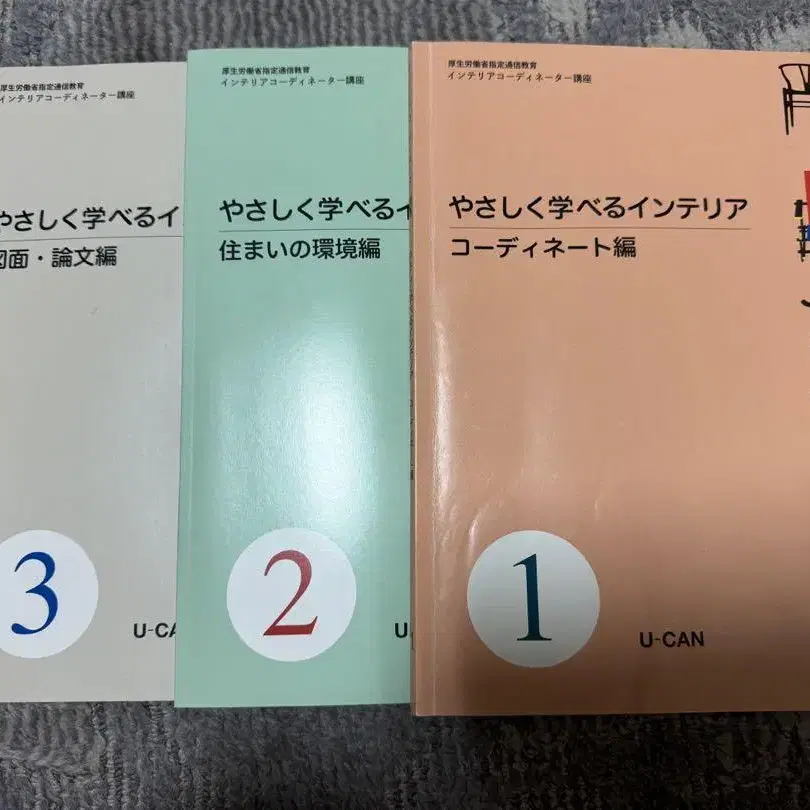 厚生労働省指定通信教育
インテリアコーディネーター講座
やさしく学べるイ
図面・論文編
3
U-CA
厚生労働省指定通信教育
インテリアコーディネーター講座
やさしく学べるイ
住まいの環境編
2
U
厚生労働省指定通信教育
インテリアコーディネーター講座
やさしく学べるインテリア
コーディネート編
1
U-CAN